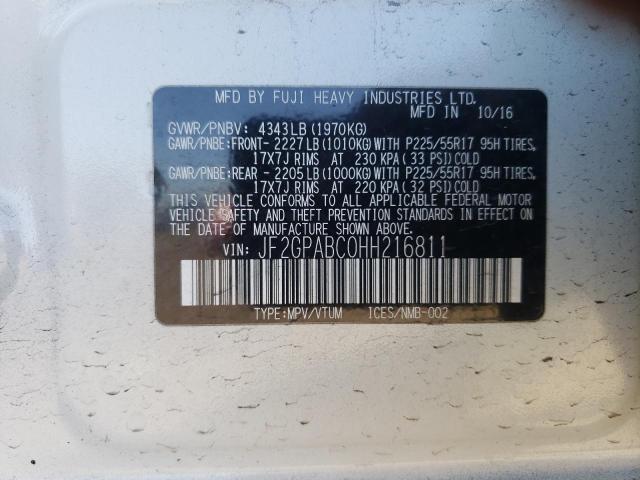 MFD BY FUJI HEAVY INDUSTRIES LTD.
MFD IN 10/16
GVWR/PNBV: 4343LB(1970KG)
GAWR/PNBE:FRONT- 2227LB(1010KG)WITH P225/55R17 95H TIRES,
17X7J RIMS AT 230 KPA(33 PSI)COLD
GAWR/PNBE:REAR - 2205LB(1000KG)WITH P225/55R17 95H TIRES,
17X7J RIMS AT 220 KPA(32 PSI)COLD
THIS VEHICLE CONFORMS TO ALL APPLICABLE FEDERAL MOTOR
VEHICLE SAFETY AND THEFT PREVENTION STANDARDS IN EFFECT ON
THE DATE OF MANUFACTURE SHOWN ABOVE.
VIN: JF2GPABC0HH216811
TYPE:MPV/VTUM ICES/NMB-002